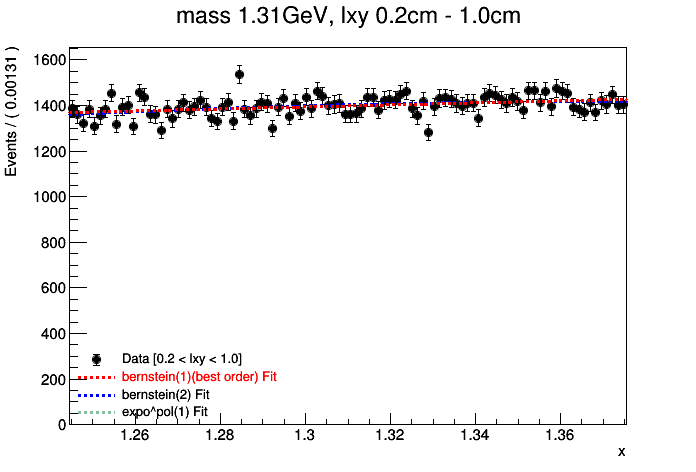 mass 1.31GeV, lxy 0.2cm - 1.0cm
Events / ( 0.00131 )
1600
1400
1200
1000
800
600
400
200
0
Data [0.2 < lxy < 1.0]
bernstein(1)(best order) Fit
bernstein(2) Fit
expo^pol(1) Fit
1.26 1.28 1.3 1.32 1.34 1.36
x